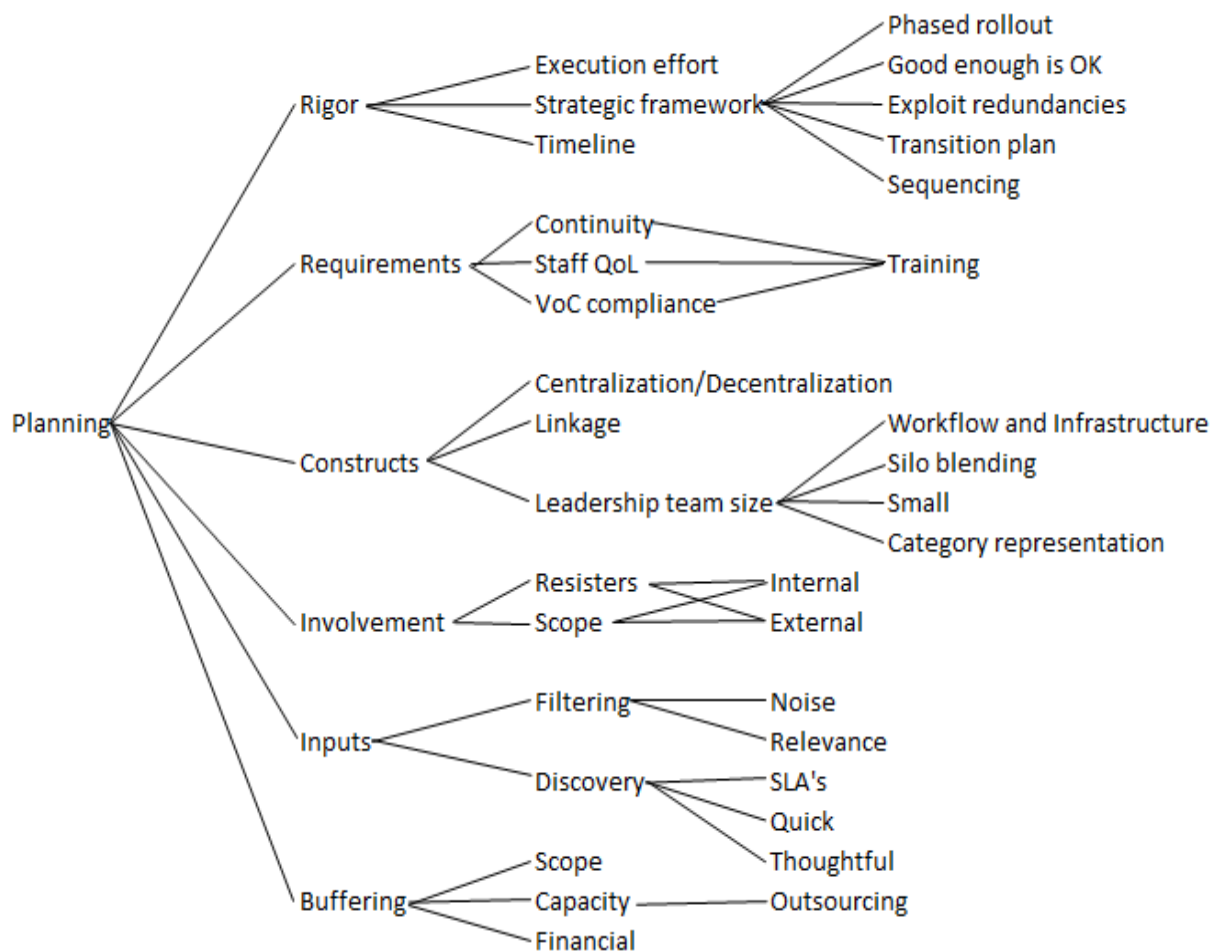 Phased rollout
Execution effort
Good enough is OK
Rigor
Strategic framework
Exploit redundancies
Timeline
Transition plan
Sequencing
Continuity
Requirements
Staff QoL
Training
VoC compliance
Centralization/Decentralization
Planning
Linkage
Workflow and Infrastructure
Constructs
Silo blending
Leadership team size
Small
Category representation
Resisters
Internal
Involvement
Scope
External
Filtering
Noise
Inputs
Relevance
Discovery
SLA's
Quick
Scope
Thoughtful
Buffering
Capacity
Outsourcing
Financial